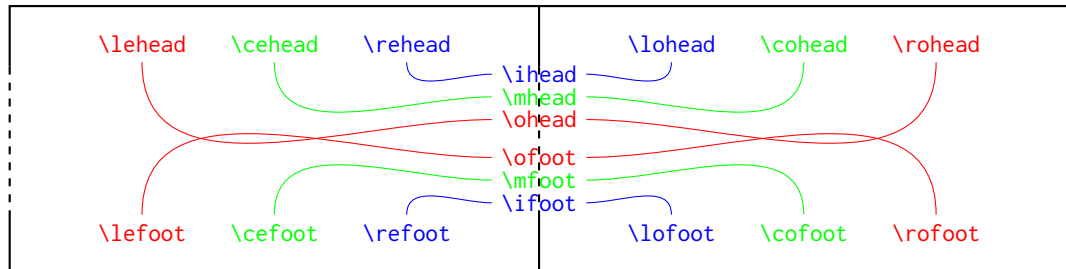 \lehead \cehead \rehead \lohead \cohead \rohead
\ihead
\mhead
\ohead
\ofoot
\mfoot
\ifoot
\lefoot \cefoot \refoot \lofoot \cofoot \rofoot